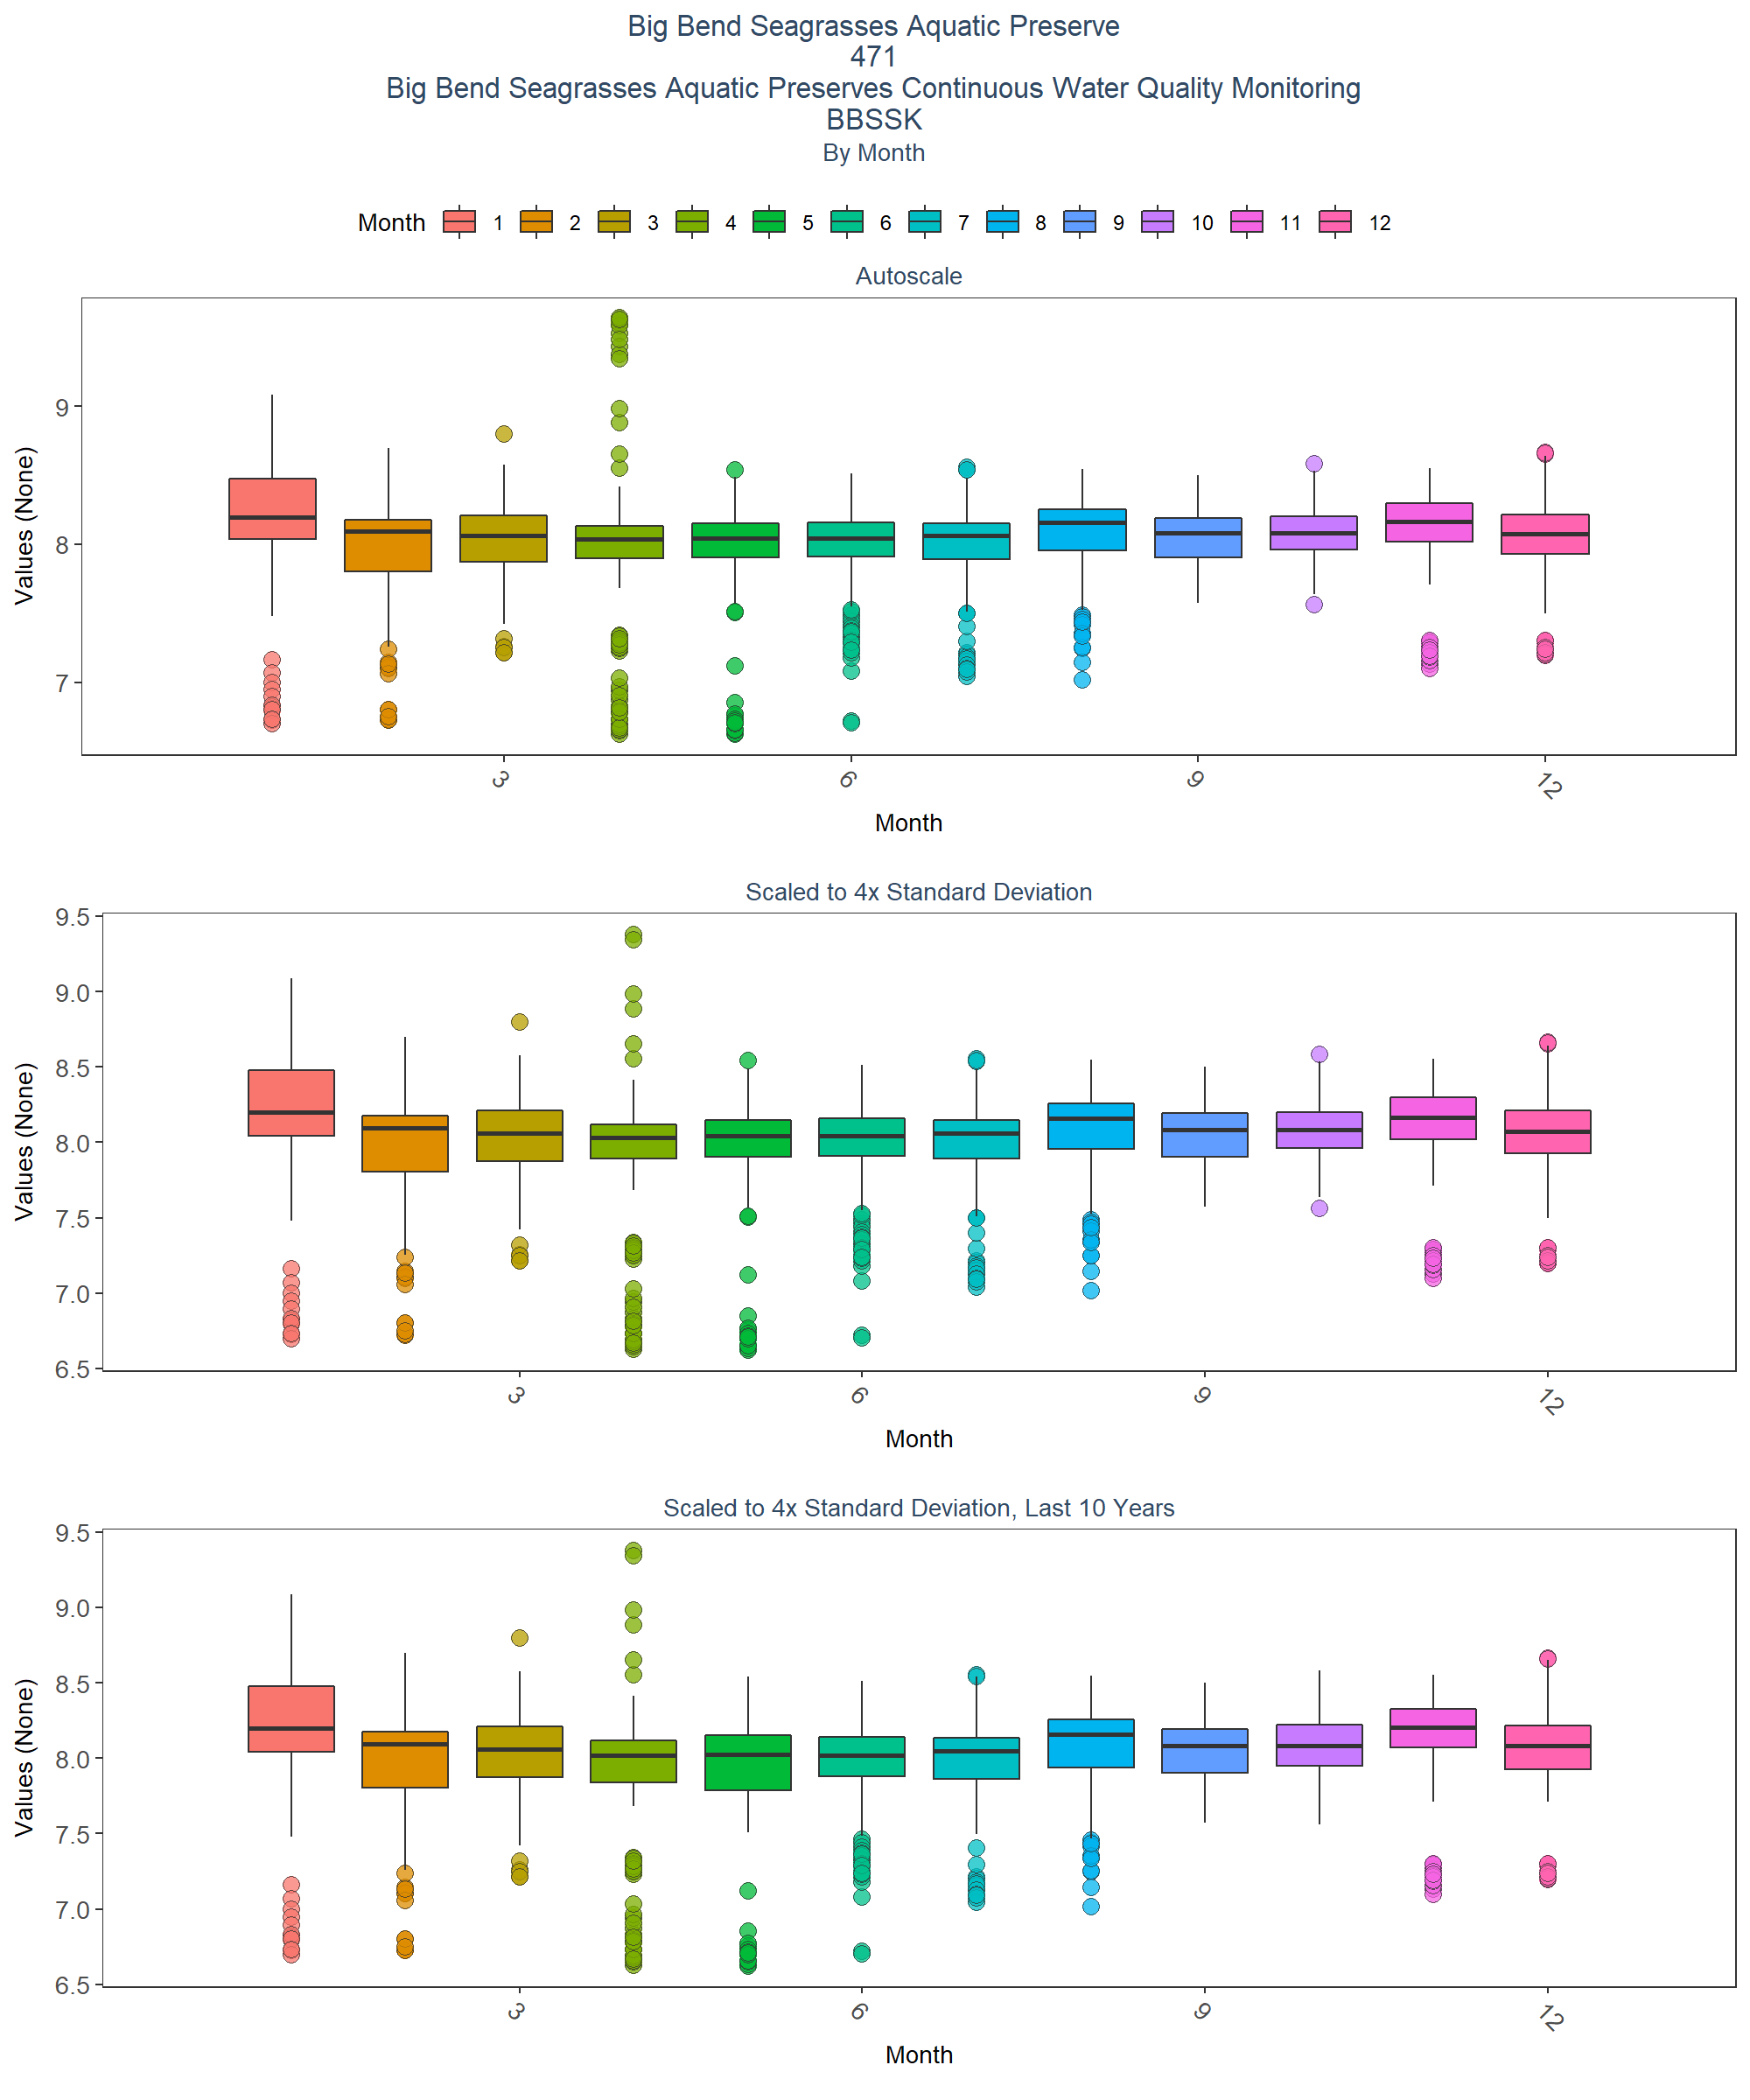 Big Bend Seagrasses Aquatic Preserve
471
Big Bend Seagrasses Aquatic Preserves Continuous Water Quality Monitoring
BBSSK
By Month
Month 1 2 3 4 5 6 7 8 9 10 11 12
Autoscale
Values (None)
9
8
7
3 6 9 12
Month
Scaled to 4x Standard Deviation
Values (None)
9.5
9.0
8.5
8.0
7.5
7.0
6.5
3 6 9 12
Month
Scaled to 4x Standard Deviation, Last 10 Years
Values (None)
9.5
9.0
8.5
8.0
7.5
7.0
6.5
3 6 9 12
Month